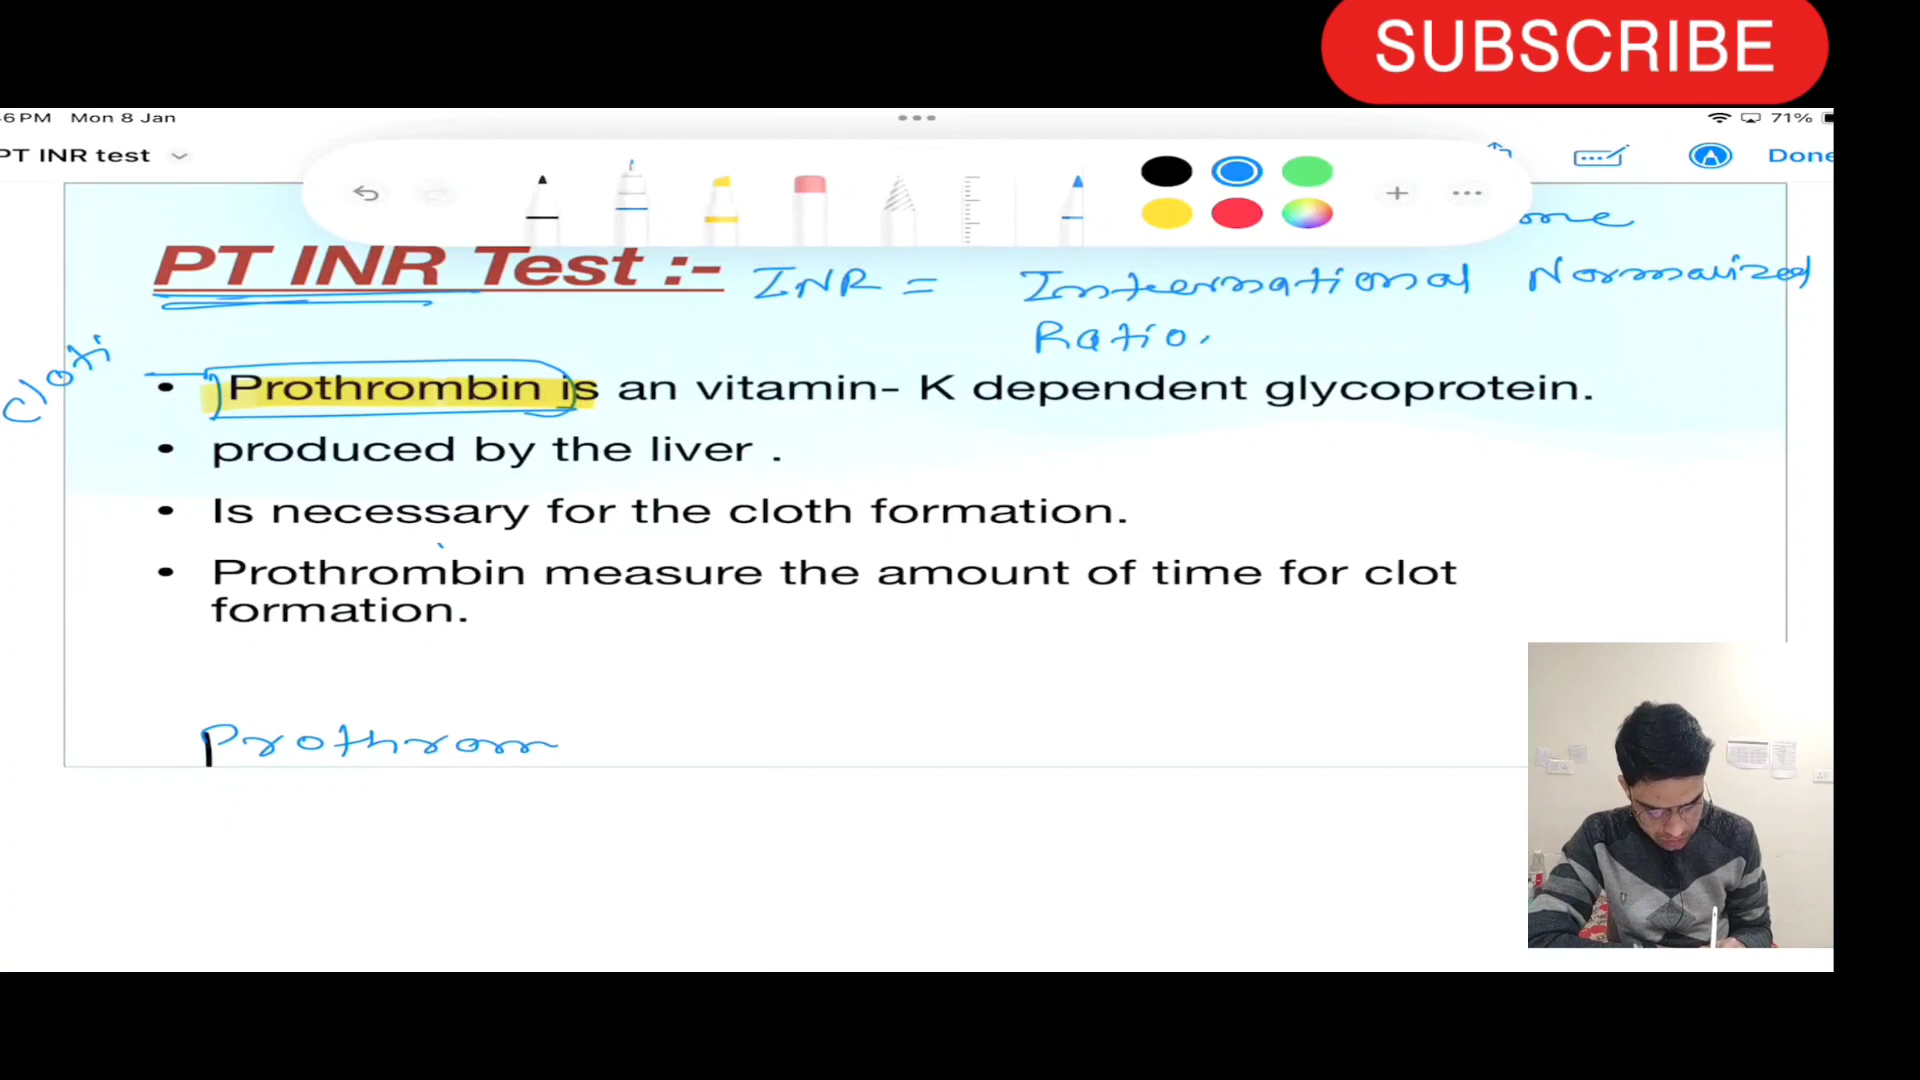 SUBSCRIBE
6 PM Mon 8 Jan
71%
PT INR test
Done
PT INR Test :- INR = International Normalized
Ratio.
Cloti
• Prothrombin is an vitamin- K dependent glycoprotein.
• produced by the liver .
• Is necessary for the cloth formation.
• Prothrombin measure the amount of time for clot
formation.
Prothrom